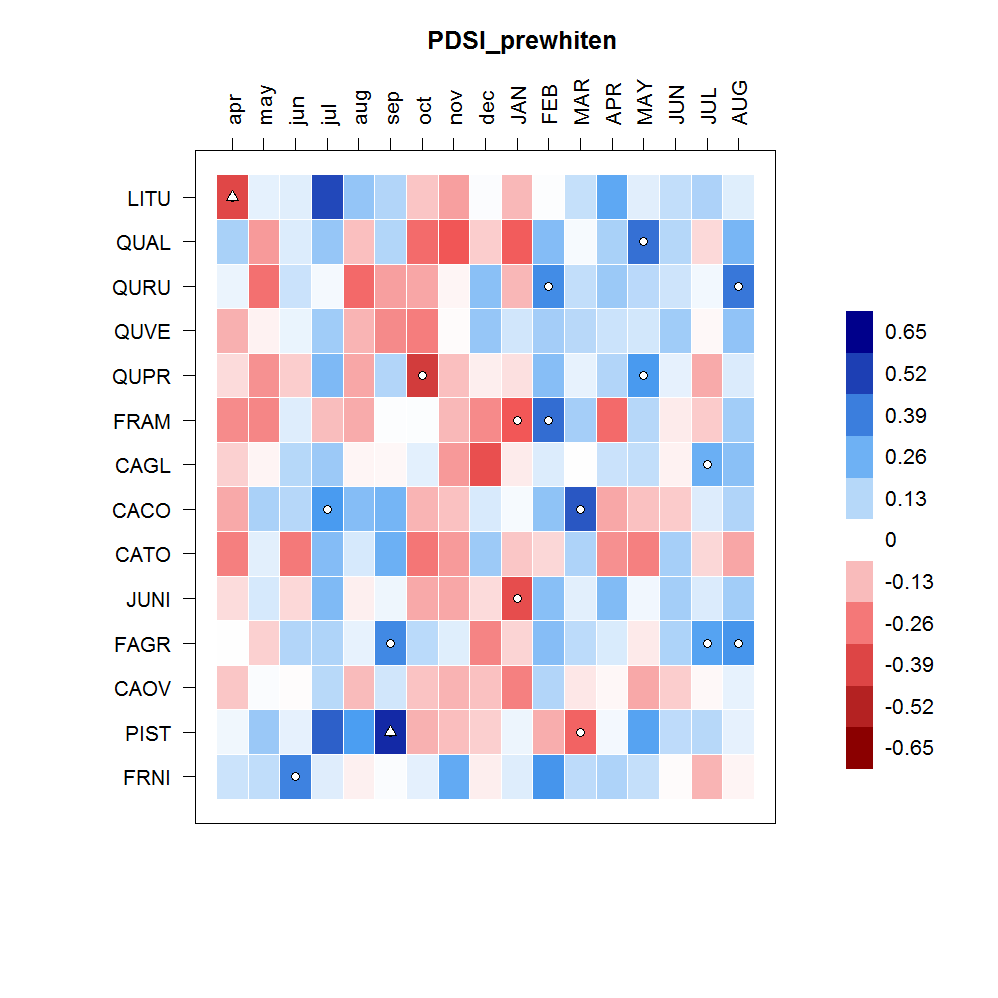 PDSI_prewhiten
apr may jun jul aug sep oct nov dec JAN FEB MAR APR MAY JUN JUL AUG
LITU
QUAL
QURU
QUVE
QUPR
FRAM
CAGL
CACO
CATO
JUNI
FAGR
CAOV
PIST
FRNI
0.65
0.52
0.39
0.26
0.13
0
-0.13
-0.26
-0.39
-0.52
-0.65